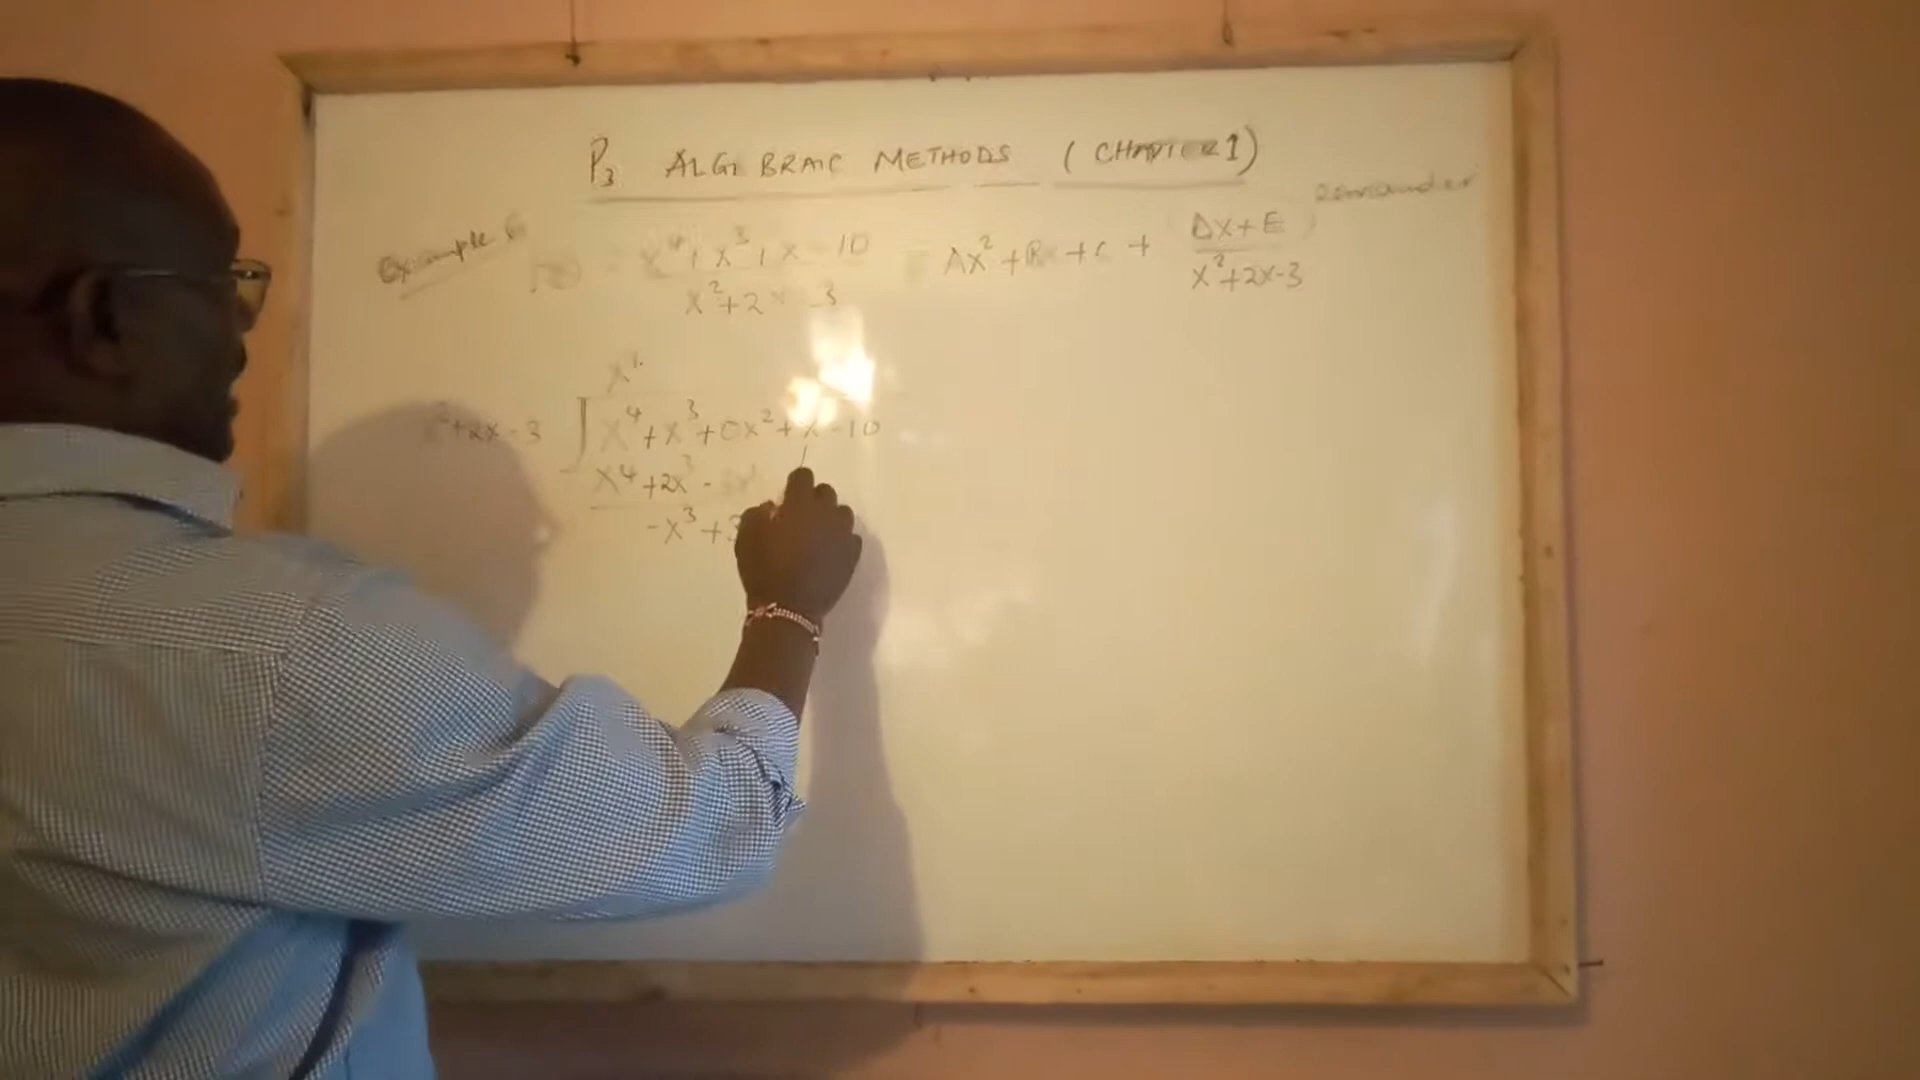 P3 ALGEBRAIC METHODS (CHAPTER 1)
Example 6
x⁴+x³+x-10 = Ax²+Bx+C + Dx+E remainder
x²+2x-3 x²+2x-3
x²
x²+2x-3 x⁴+x³+0x²+x-10
x⁴+2x³-
-x³+3